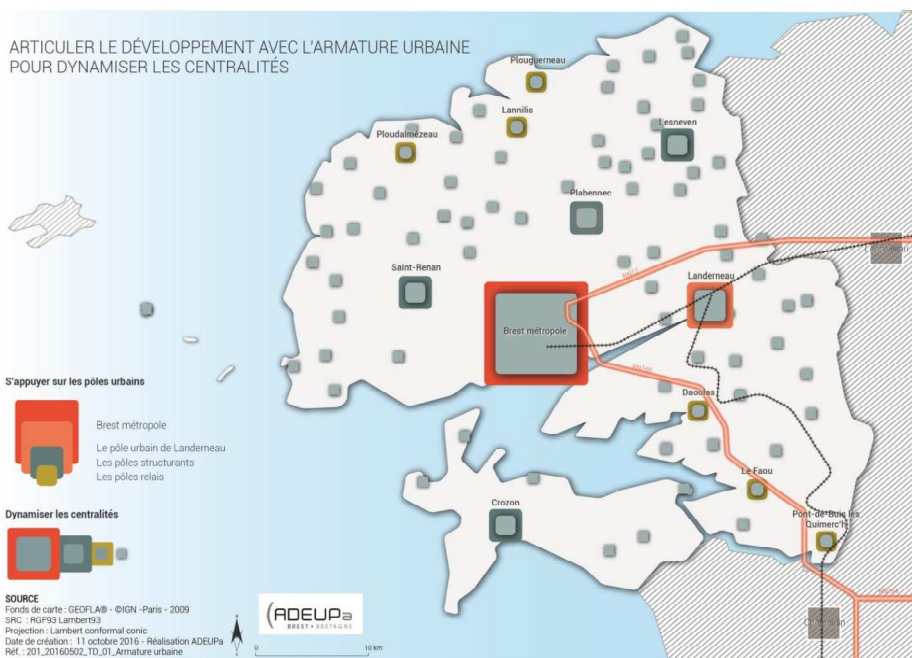 ARTICULER LE DÉVELOPPEMENT AVEC L'ARMATURE URBAINE
POUR DYNAMISER LES CENTRALITÉS
Plouguerneau
Lannilis
Ploudalmézeau
Lesneven
Plabennec
Saint-Renan
Landerneau
RN12
Brest métropole
RN165
Daoulas
Le Faou
Crozon
Pont-de-Buis les
Quimerc'h
S'appuyer sur les pôles urbains
Brest métropole
Le pôle urbain de Landerneau
Les pôles structurants
Les pôles relais
Dynamiser les centralités
SOURCE
Fonds de carte : GEOFLA® - ©IGN -Paris - 2009
SRC : RGF93 Lambert93
Projection : Lambert conformal conic
Date de création : 11 octobre 2016 - Réalisation ADEUPa
Réf. : 201_20160502_TD_01_Armature urbaine
ADEUPa
BREST • BRETAGNE
0
10 km